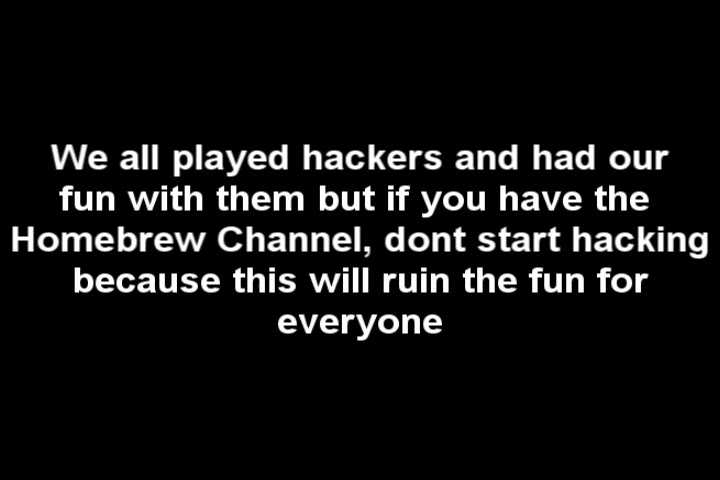 We all played hackers and had our
fun with them but if you have the
Homebrew Channel, dont start hacking
because this will ruin the fun for
everyone